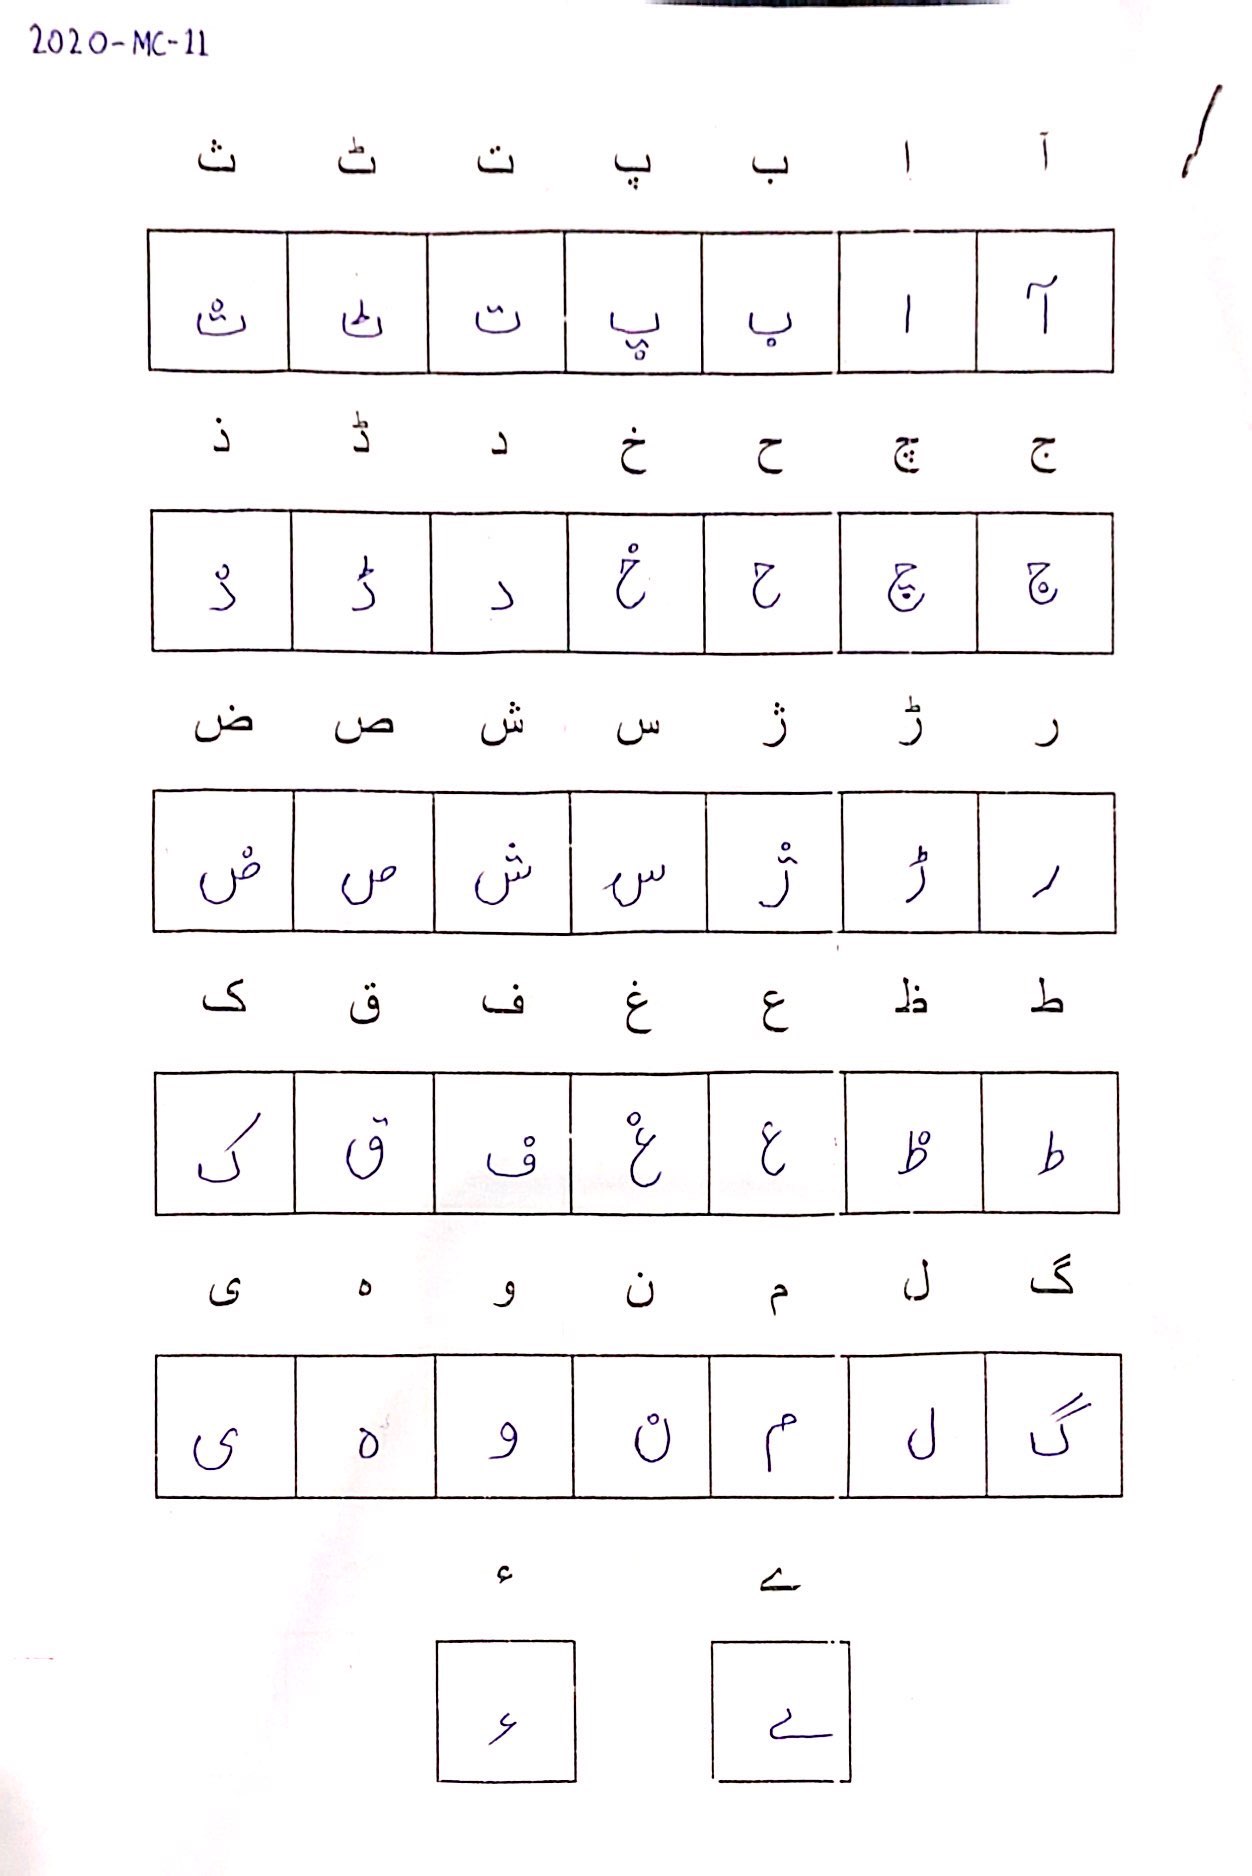 2020-MC-11
آ ا ب پ ت ٹ ث
آ ا ب پ ت ٹ ث
ج چ ح خ د ڈ ذ
ج چ ح خ د ڈ ذ
ر ڑ ژ س ش ص ض
ر ڑ ژ س ش ص ض
ط ظ ع غ ف ق ک
ط ظ ع غ ف ق ک
گ ل م ن و ہ ی
گ ل م ن و ہ ی
ے ء
ے ء